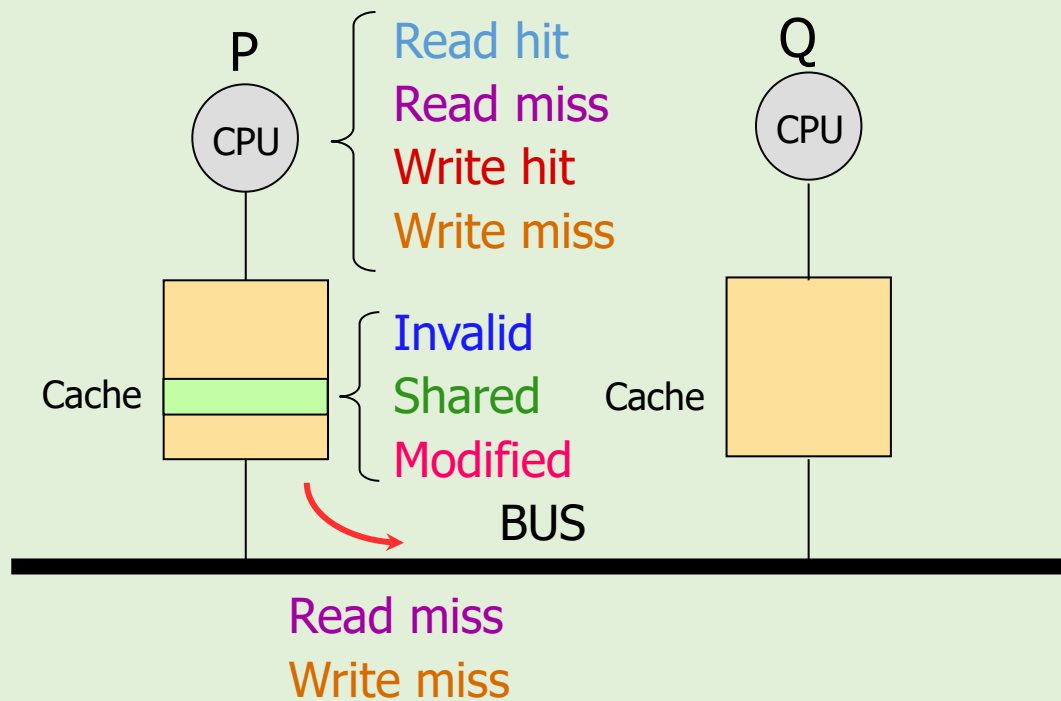 P
CPU
Read hit
Read miss
Write hit
Write miss
Q
CPU
Cache
Invalid
Shared
Modified
Cache
BUS
Read miss
Write miss